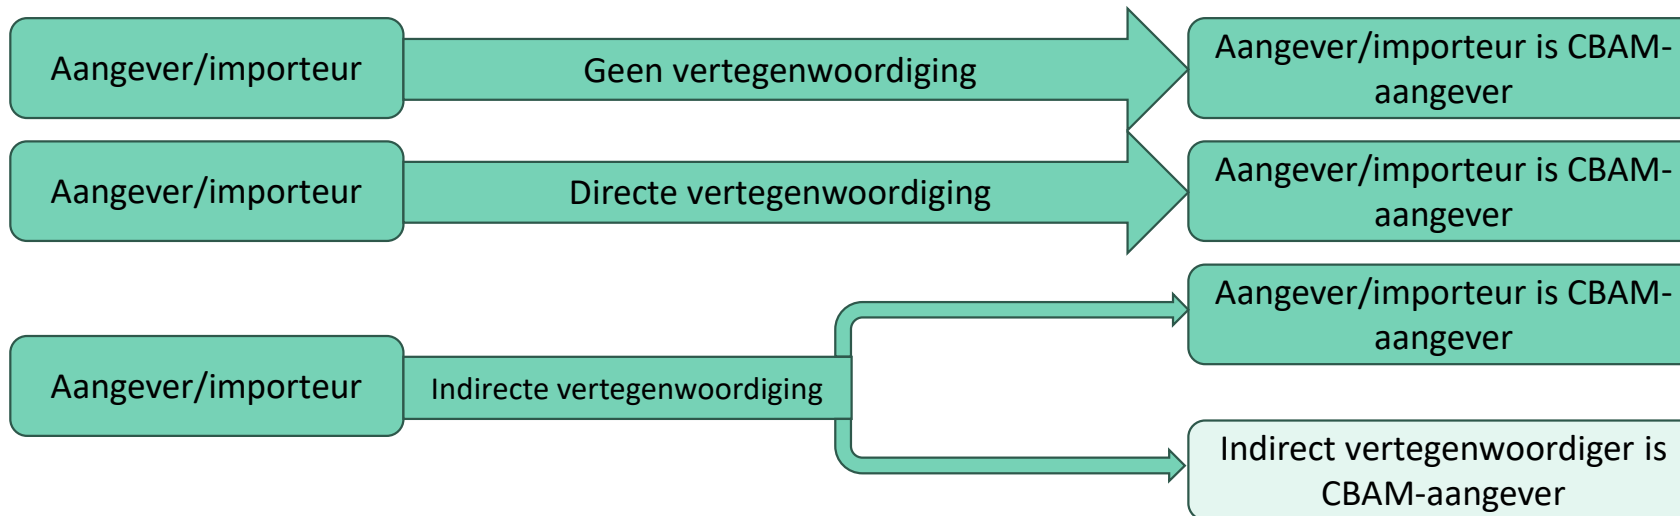 Aangever/importeur
Geen vertegenwoordiging
Aangever/importeur is CBAM-
aangever
Aangever/importeur
Directe vertegenwoordiging
Aangever/importeur is CBAM-
aangever
Aangever/importeur
Indirecte vertegenwoordiging
Aangever/importeur is CBAM-
aangever
Indirect vertegenwoordiger is
CBAM-aangever